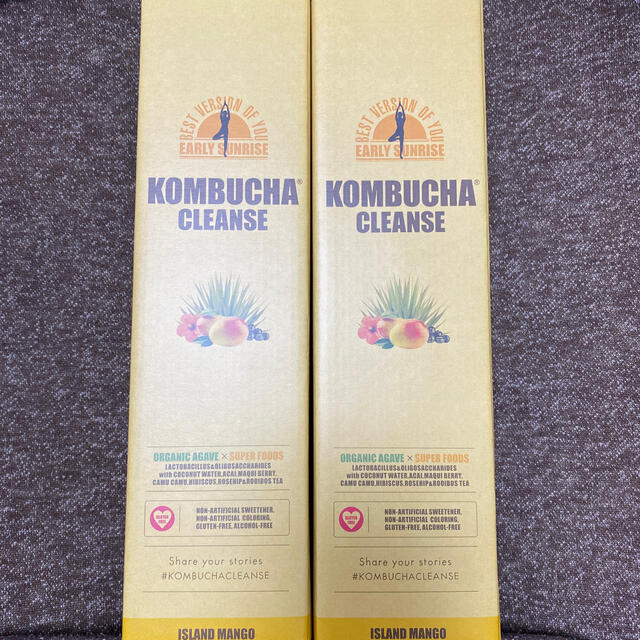 BEST VERSION OF YOU
EARLY SUNRISE
KOMBUCHA®
CLEANSE
ORGANIC AGAVE × SUPER FOODS
LACTOBACILLUS&OLIGOSACCHARIDES
with COCONUT WATER,ACAI,MAQUI BERRY,
CAMU CAMU,HIBISCUS,ROSEHIP&ROOIBOS TEA
GLUTEN
FREE
NON-ARTIFICIAL SWEETENER,
NON-ARTIFICIAL COLORING,
GLUTEN-FREE, ALCOHOL-FREE
Share your stories
#KOMBUCHACLEANSE
ISLAND MANGO
BEST VERSION OF YOU
EARLY SUNRISE
KOMBUCHA®
CLEANSE
ORGANIC AGAVE × SUPER FOODS
LACTOBACILLUS&OLIGOSACCHARIDES
with COCONUT WATER,ACAI,MAQUI BERRY,
CAMU CAMU,HIBISCUS,ROSEHIP&ROOIBOS TEA
GLUTEN
FREE
NON-ARTIFICIAL SWEETENER,
NON-ARTIFICIAL COLORING,
GLUTEN-FREE, ALCOHOL-FREE
Share your stories
#KOMBUCHACLEANSE
ISLAND MANGO